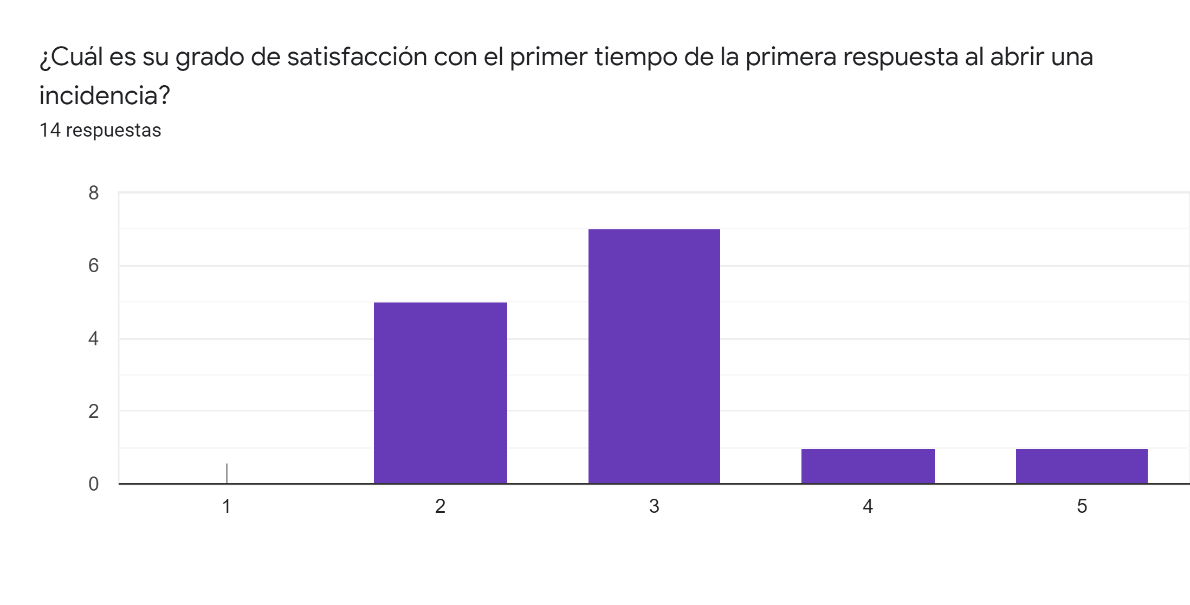 ¿Cuál es su grado de satisfacción con el primer tiempo de la primera respuesta al abrir una
incidencia?
14 respuestas
8
6
4
2
0
1 2 3 4 5